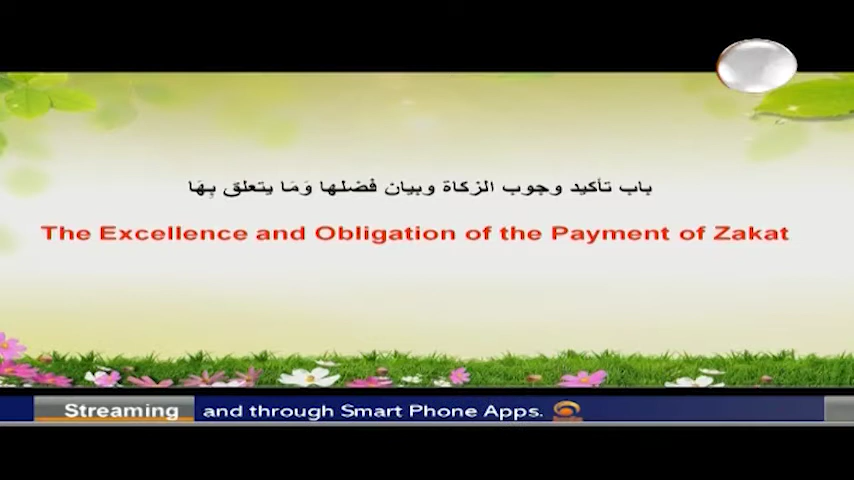 باب تأكيد وجوب الزكاة وبيان فَضلها وَمَا يتعلق بِهَا
The Excellence and Obligation of the Payment of Zakat
Streaming and through Smart Phone Apps.